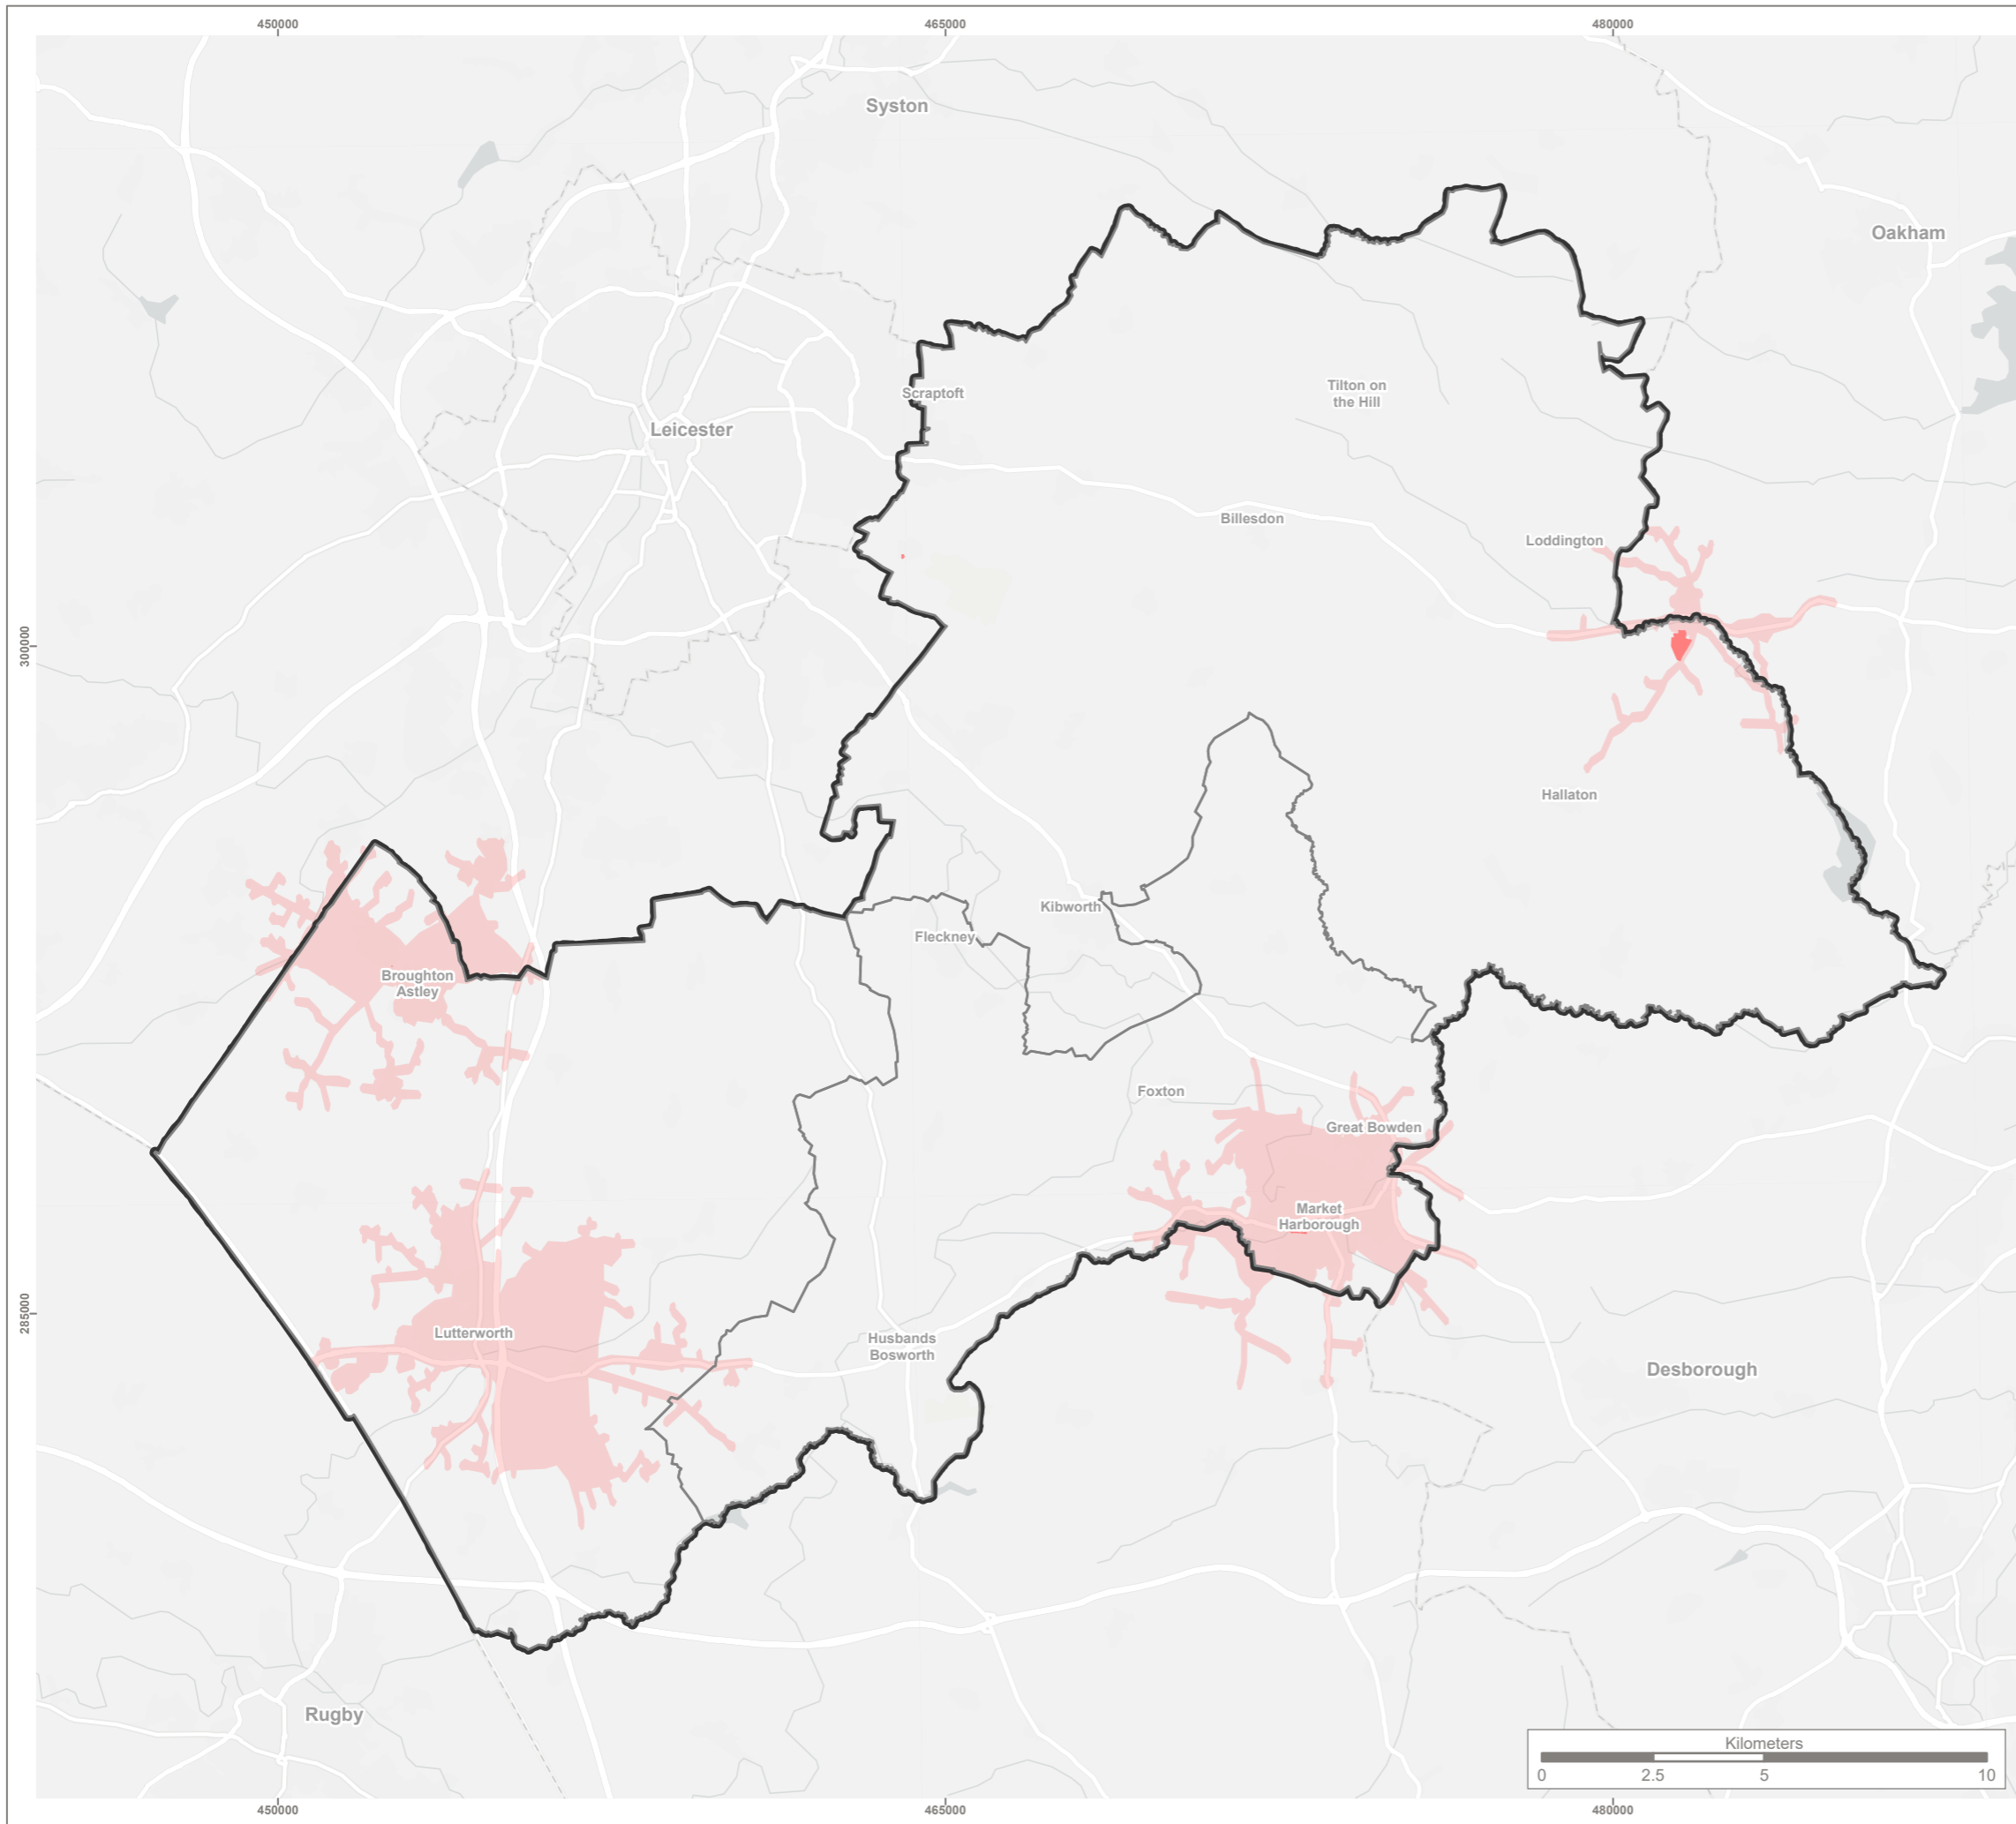 450000
465000
480000
Syston
Oakham
Scraptoft
Tilton on
the Hill
Leicester
Billesdon
Loddington
300000
Hallaton
Kibworth
Fleckney
Broughton
Astley
Foxton
Great Bowden
Market
Harborough
285000
Lutterworth
Husbands
Bosworth
Desborough
Rugby
Kilometers
0
2.5
5
10
450000
465000
480000